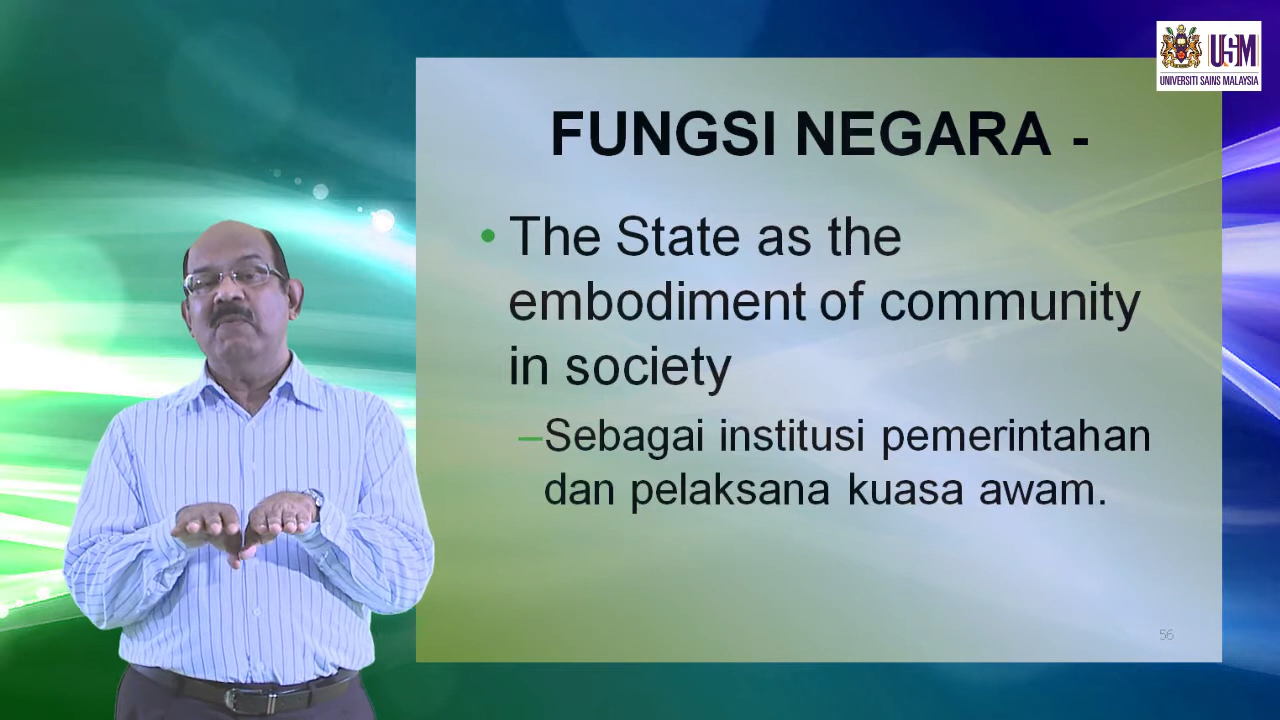 USM
UNIVERSITI SAINS MALAYSIA
FUNGSI NEGARA -
• The State as the
embodiment of community
in society
–Sebagai institusi pemerintahan
dan pelaksana kuasa awam.
56